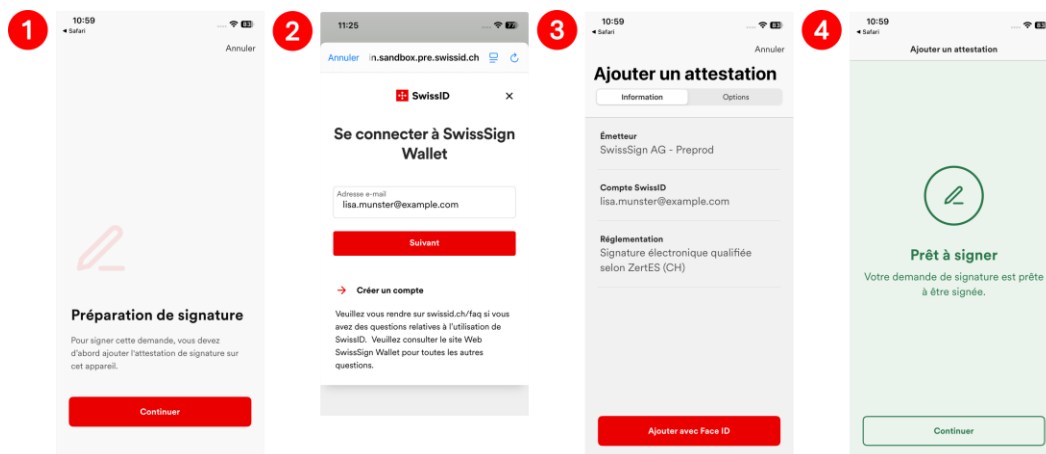 1
10:59
83
Safari
Annuler
Préparation de signature
Pour signer cette demande, vous devez
d'abord ajouter l'attestation de signature sur
cet appareil.
Continuer
2
11:25
Annuler
n.sandbox.pre.swissid.ch
SwissID
Se connecter à SwissSign
Wallet
Adresse e-mail
lisa.munster@example.com
Suivant
Créer un compte
Veuillez vous rendre sur swissid.ch/faq si vous
avez des questions relatives à l'utilisation de
SwissID. Veuillez consulter le site Web
SwissSign Wallet pour toutes les autres
questions.
3
10:59
83
Safari
Annuler
Ajouter un attestation
Information
Options
Émetteur
SwissSign AG - Preprod
Compte SwissID
lisa.munster@example.com
Réglementation
Signature électronique qualifiée
selon ZertES (CH)
Ajouter avec Face ID
4
10:59
83
Safari
Ajouter un attestation
Prêt à signer
Votre demande de signature est prête
à être signée.
Continuer